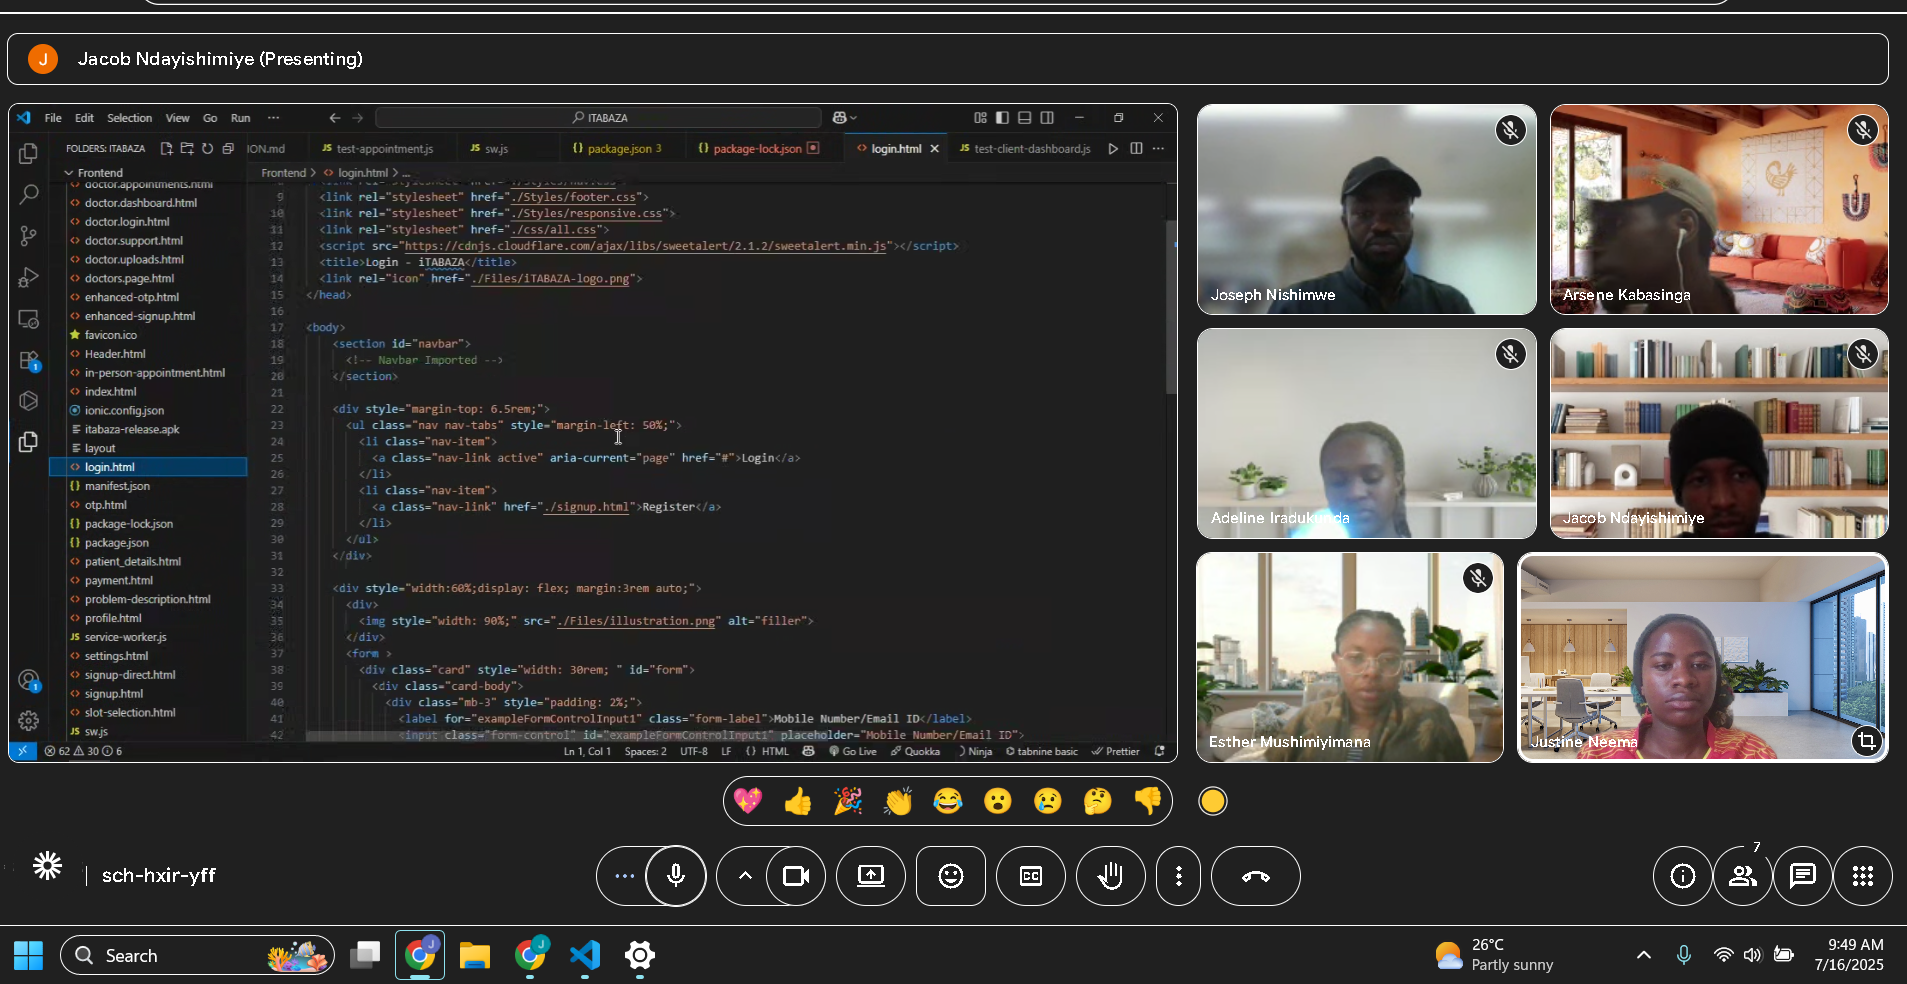 J Jacob Ndayishimiye (Presenting)
File Edit Selection View Go Run ··· ITABAZA
FOLDERS: ITABAZA
ION.md JS test-appointment.js JS sw.js {} package.json 3 {} package-lock.json <> login.html JS test-client-dashboard.js
Frontend
Frontend > <> login.html > ...
doctor.appointments.html
doctor.dashboard.html
doctor.login.html
doctor.support.html
doctor.uploads.html
doctors.page.html
enhanced-otp.html
enhanced-signup.html
favicon.ico
Header.html
in-person-appointment.html
index.html
ionic.config.json
itabaza-release.apk
layout
login.html
manifest.json
otp.html
package-lock.json
package.json
patient_details.html
payment.html
problem-description.html
profile.html
service-worker.js
settings.html
signup-direct.html
signup.html
slot-selection.html
sw.js
9 <link rel="stylesheet" href="./Styles/footer.css">
10 <link rel="stylesheet" href="./Styles/responsive.css">
11 <link rel="stylesheet" href="./css/all.css">
12 <script src="https://cdnjs.cloudflare.com/ajax/libs/sweetalert/2.1.2/sweetalert.min.js"></script>
13 <title>Login - iTABAZA</title>
14 <link rel="icon" href="./Files/iTABAZA-logo.png">
15 </head>
16
17 <body>
18 <section id="navbar">
19 <!-- Navbar Imported -->
20 </section>
21
22 <div style="margin-top: 6.5rem;">
23 <ul class="nav nav-tabs" style="margin-left: 50%;">
24 <li class="nav-item">
25 <a class="nav-link active" aria-current="page" href="#">Login</a>
26 </li>
27 <li class="nav-item">
28 <a class="nav-link" href="./signup.html">Register</a>
29 </li>
30 </ul>
31 </div>
32
33 <div style="width:60%;display: flex; margin:3rem auto;">
34 <div>
35 <img style="width: 90%;" src="./Files/illustration.png" alt="filler">
36 </div>
37 <form >
38 <div class="card" style="width: 30rem; " id="form">
39 <div class="card-body">
40 <div class="mb-3" style="padding: 2%;">
41 <label for="exampleFormControlInput1" class="form-label">Mobile Number/Email ID</label>
42 <input class="form-control" id="exampleFormControlInput1" placeholder="Mobile Number/Email ID">
1
1
62 30 6 Ln 1, Col 1 Spaces: 2 UTF-8 LF {} HTML Go Live Quokka Ninja tabnine basic Prettier
Joseph Nishimwe
Arsene Kabasinga
Adeline Iradukunda
Jacob Ndayishimiye
Esther Mushimiyimana
Justine Neema
sch-hxir-yff
CC
7
Search
J
J
26°C
Partly sunny
9:49 AM
7/16/2025